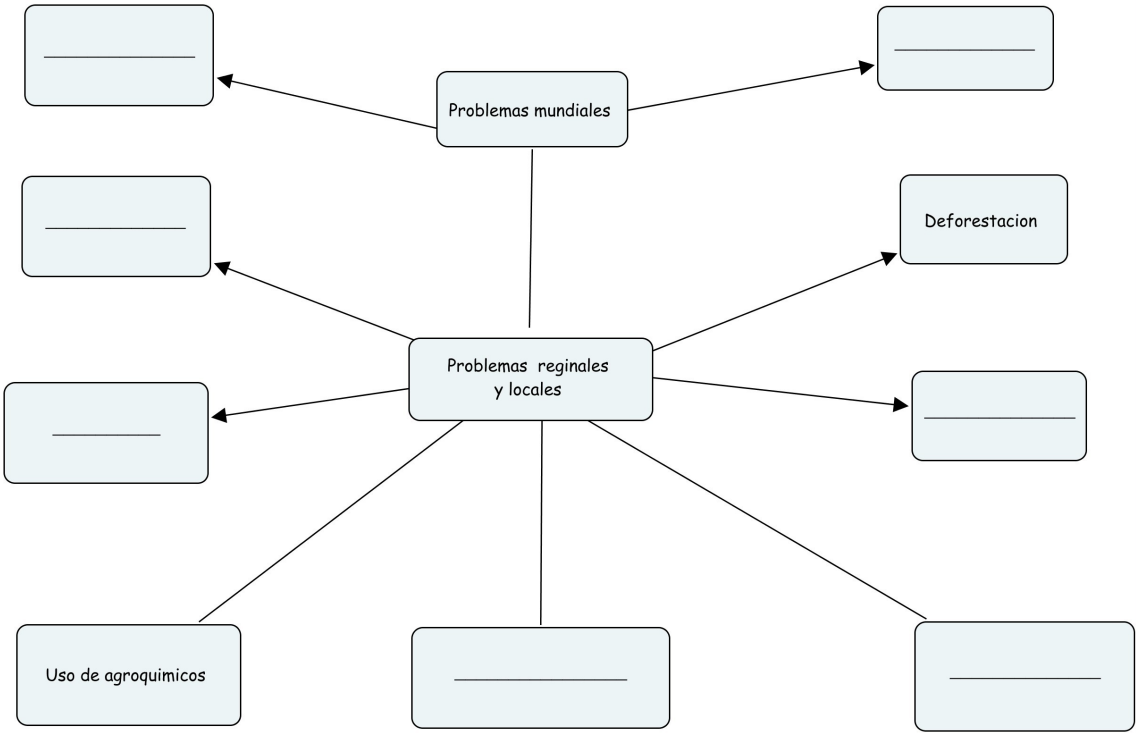 Problemas mundiales
Deforestacion
Problemas reginales
y locales
Uso de agroquimicos